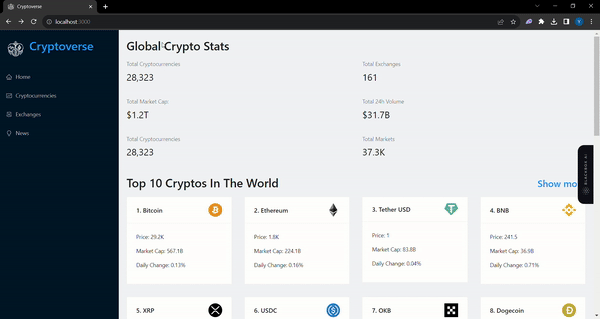 Cryptoverse
localhost:3000
Cryptoverse
Home
Cryptocurrencies
Exchanges
News
Global Crypto Stats
Total Cryptocurrencies
28,323
Total Exchanges
161
Total Market Cap:
$1.2T
Total 24h Volume
$31.7B
Total Cryptocurrencies
28,323
Total Markets
37.3K
Top 10 Cryptos In The World
Show mo
1. Bitcoin
Price: 29.2K
Market Cap: 567.1B
Daily Change: 0.13%
2. Ethereum
Price: 1.8K
Market Cap: 224.1B
Daily Change: 0.16%
3. Tether USD
Price: 1
Market Cap: 83.8B
Daily Change: 0.04%
4. BNB
Price: 241.5
Market Cap: 36.9B
Daily Change: 0.71%
5. XRP
6. USDC
7. OKB
8. Dogecoin
BLACKBOX AI